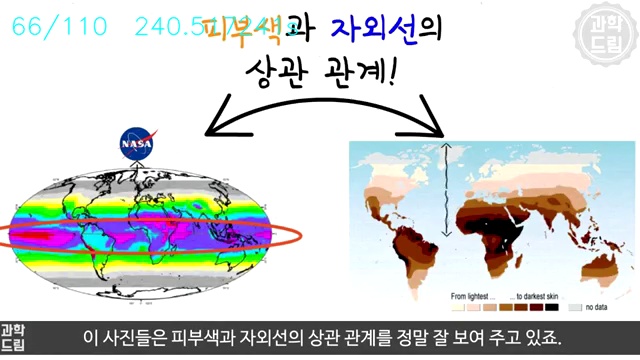 66/110 240.517241s
피부색과 자외선의
상관 관계!
과학
드림
NASA
From lightest ... ... to darkest skin
no data
과학
드림
이 사진들은 피부색과 자외선의 상관 관계를 정말 잘 보여 주고 있죠.